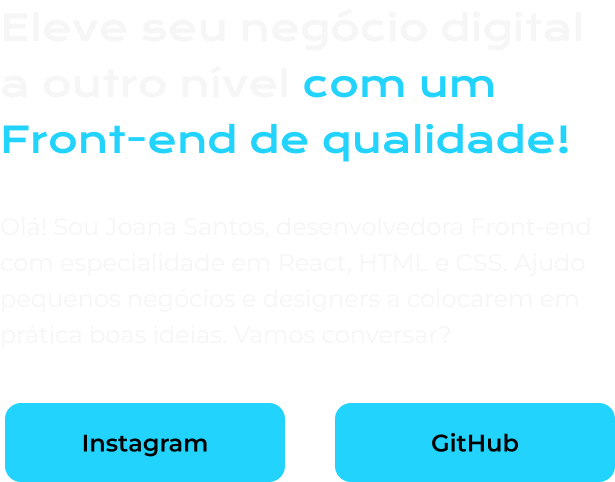 Eleve seu negócio digital
a outro nível com um
Front-end de qualidade!
Olá! Sou Joana Santos, desenvolvedora Front-end
com especialidade em React, HTML e CSS. Ajudo
pequenos negócios e designers a colocarem em
prática boas ideias. Vamos conversar?
Instagram
GitHub